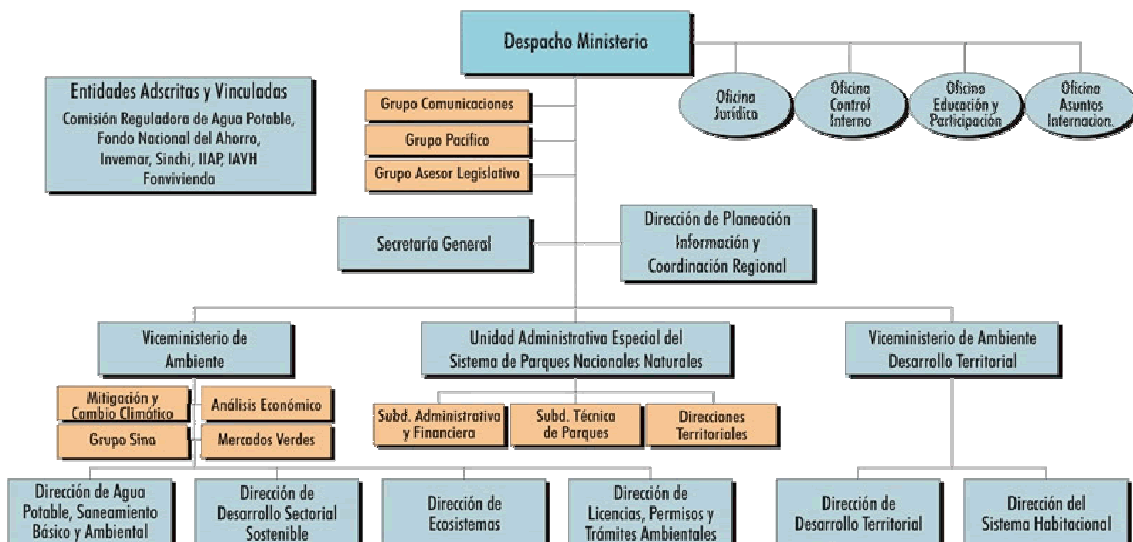 Despacho Ministerio
Entidades Adscritas y Vinculadas
Comisión Reguladora de Agua Potable,
Fondo Nacional del Ahorro,
Invemar, Sinchi, IIAP, IAVH
Fonvivienda
Grupo Comunicaciones
Grupo Pacífico
Grupo Asesor Legislativo
Oficina
Jurídica
Oficina
Control
Interno
Oficina
Educación y
Participación
Oficina
Asuntos
Internacion.
Secretaría General
Dirección de Planeación
Información y
Coordinación Regional
Viceministerio de
Ambiente
Unidad Administrativa Especial del
Sistema de Parques Nacionales Naturales
Viceministerio de Ambiente
Desarrollo Territorial
Mitigación y
Cambio Climático
Análisis Económico
Grupo Sina
Mercados Verdes
Subd. Administrativa
y Financiera
Subd. Técnica
de Parques
Direcciones
Territoriales
Dirección de Agua
Potable, Saneamiento
Básico y Ambiental
Dirección de
Desarrollo Sectorial
Sostenible
Dirección de
Ecosistemas
Dirección de
Licencias, Permisos y
Trámites Ambientales
Dirección de
Desarrollo Territorial
Dirección del
Sistema Habitacional